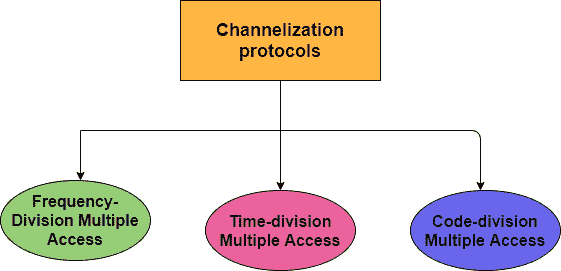 Channelization
protocols
Frequency-
Division Multiple
Access
Time-division
Multiple Access
Code-division
Multiple Access